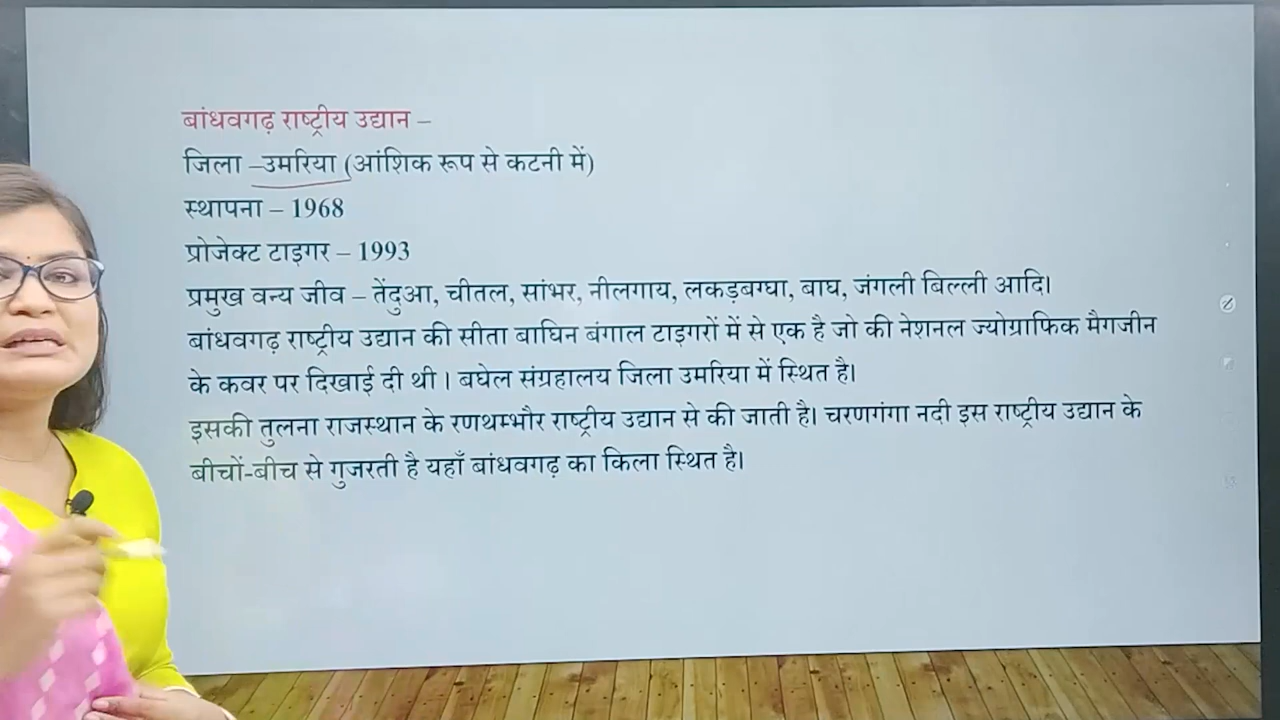 बांधवगढ़ राष्ट्रीय उद्यान –
जिला –उमरिया (आंशिक रूप से कटनी में)
स्थापना – 1968
प्रोजेक्ट टाइगर – 1993
प्रमुख वन्य जीव – तेंदुआ, चीतल, सांभर, नीलगाय, लकड़बग्घा, बाघ, जंगली बिल्ली आदि।
बांधवगढ़ राष्ट्रीय उद्यान की सीता बाघिन बंगाल टाइगरों में से एक है जो की नेशनल ज्योग्राफिक मैगजीन
के कवर पर दिखाई दी थी । बघेल संग्रहालय जिला उमरिया में स्थित है।
इसकी तुलना राजस्थान के रणथम्भौर राष्ट्रीय उद्यान से की जाती है। चरणगंगा नदी इस राष्ट्रीय उद्यान के
बीचों-बीच से गुजरती है यहाँ बांधवगढ़ का किला स्थित है।